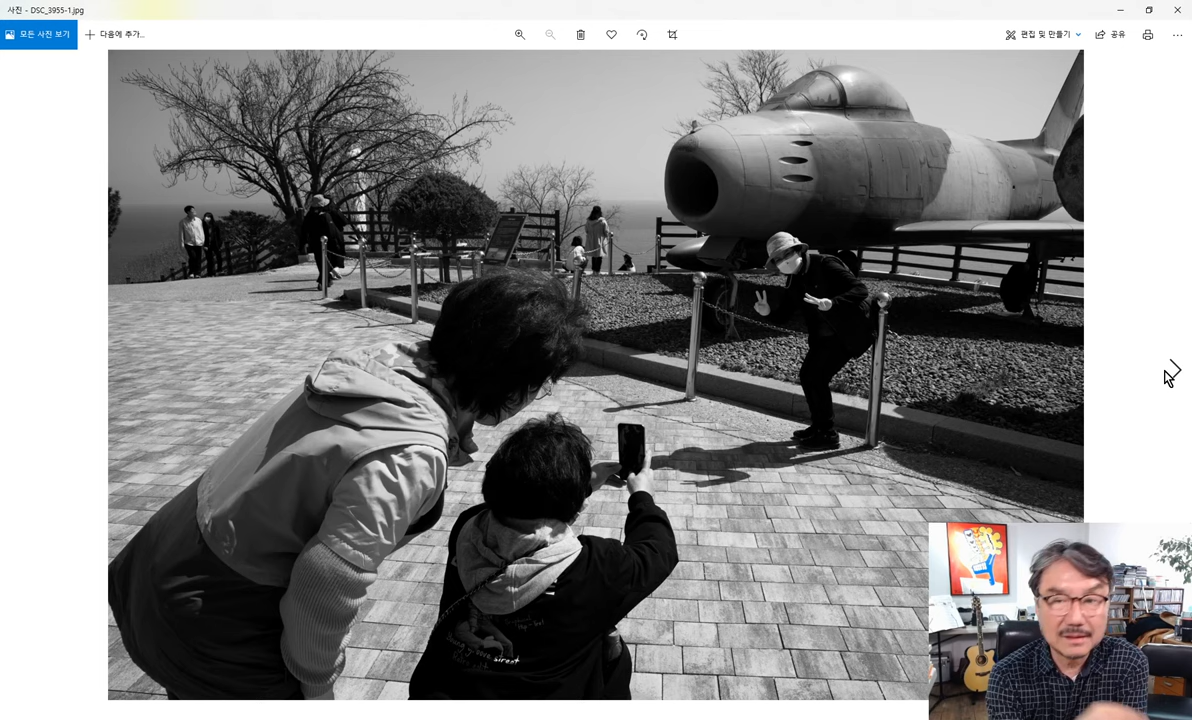 사진 - DSC_3955-1.jpg
모든 사진 보기
다음에 추가...
편집 및 만들기
공유